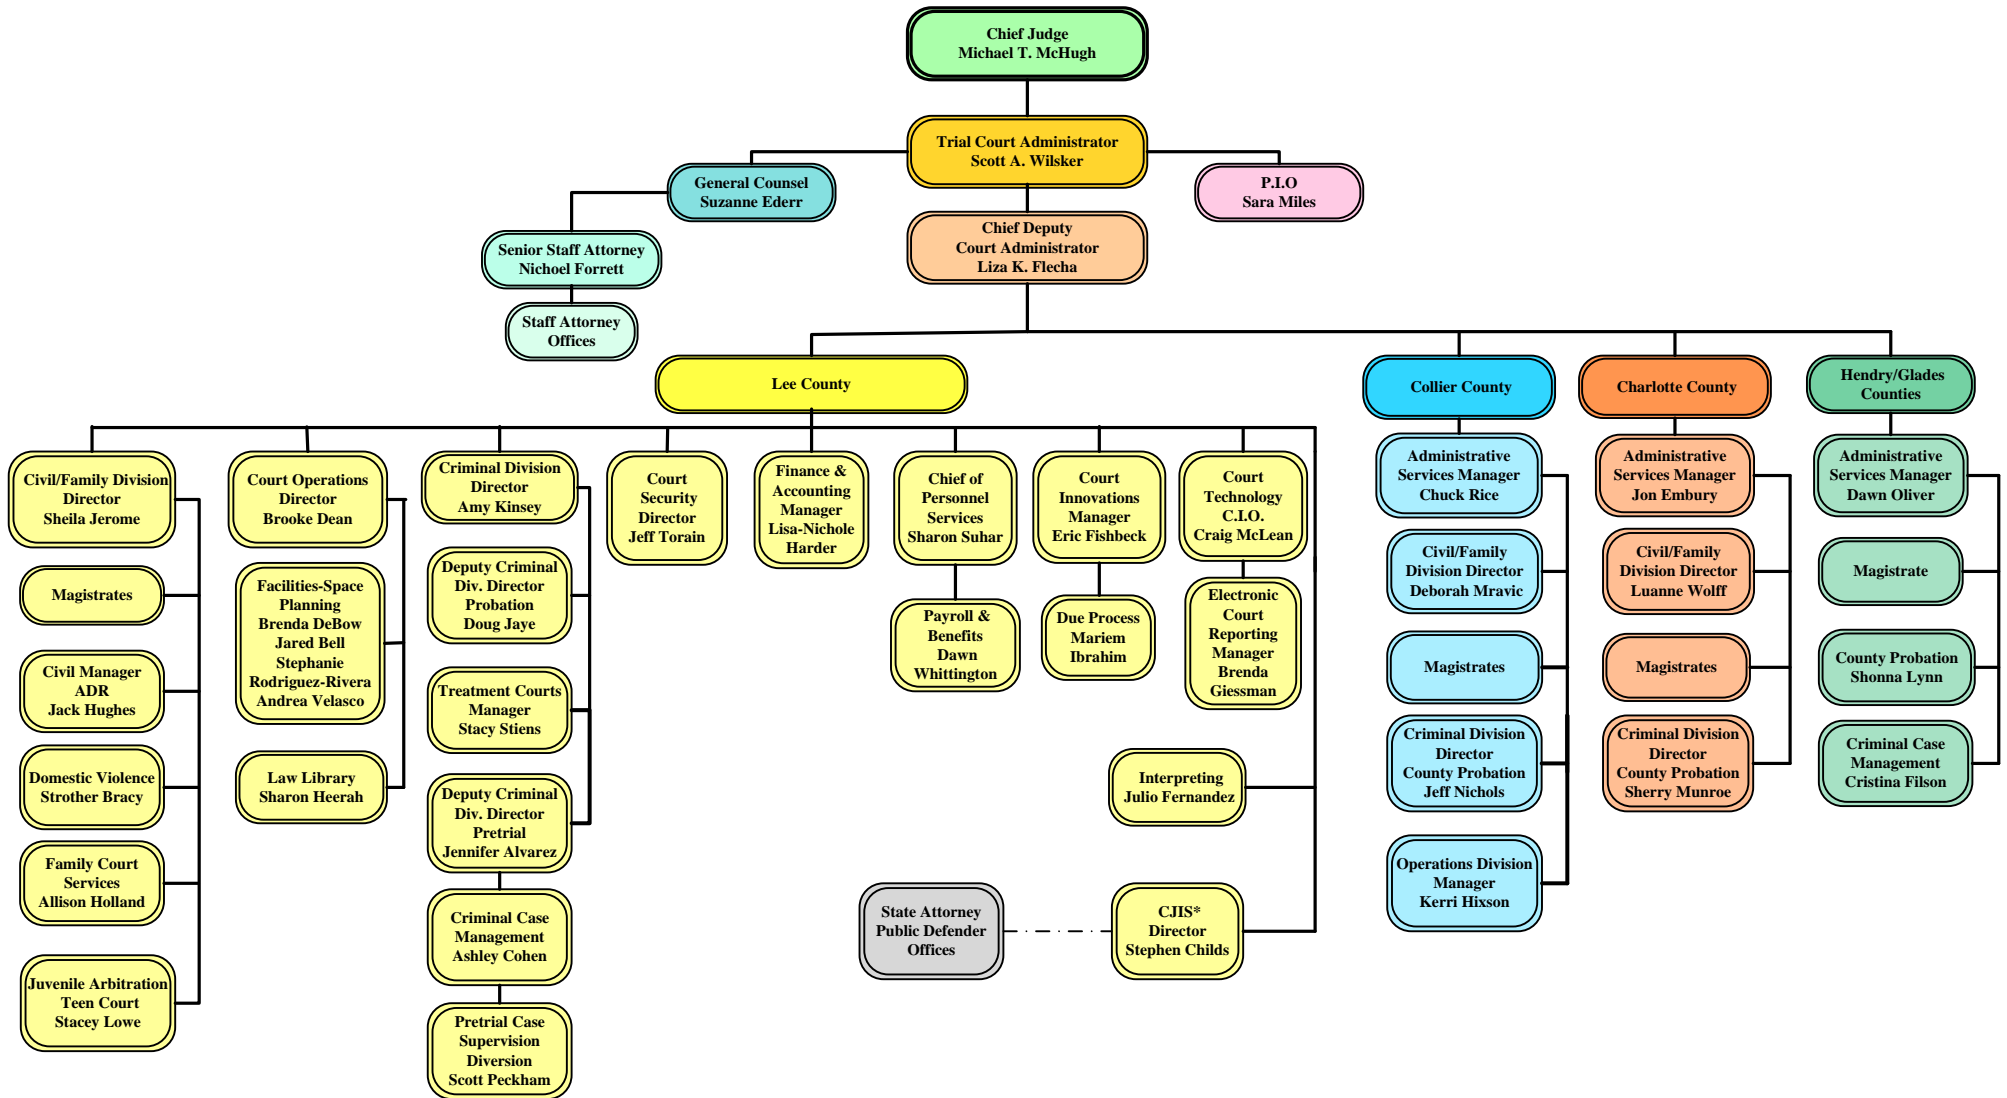 Chief Judge
Michael T. McHugh
Trial Court Administrator
Scott A. Wilsker
General Counsel
Suzanne Ederr
P.I.O
Sara Miles
Senior Staff Attorney
Nichoel Forrett
Chief Deputy
Court Administrator
Liza K. Flecha
Staff Attorney
Offices
Lee County
Collier County
Charlotte County
Hendry/Glades
Counties
Civil/Family Division
Director
Sheila Jerome
Magistrates
Civil Manager
ADR
Jack Hughes
Domestic Violence
Strother Bracy
Family Court
Services
Allison Holland
Juvenile Arbitration
Teen Court
Stacey Lowe
Court Operations
Director
Brooke Dean
Facilities-Space
Planning
Brenda DeBow
Jared Bell
Stephanie
Rodriguez-Rivera
Andrea Velasco
Law Library
Sharon Heerah
Criminal Division
Director
Amy Kinsey
Deputy Criminal
Div. Director
Probation
Doug Jaye
Treatment Courts
Manager
Stacy Stiens
Deputy Criminal
Div. Director
Pretrial
Jennifer Alvarez
Criminal Case
Management
Ashley Cohen
Pretrial Case
Supervision
Diversion
Scott Peckham
Court
Security
Director
Jeff Torain
Finance &
Accounting
Manager
Lisa-Nichole
Harder
Chief of
Personnel
Services
Sharon Suhar
Payroll &
Benefits
Dawn
Whittington
Court
Innovations
Manager
Eric Fishbeck
Due Process
Mariem
Ibrahim
Court
Technology
C.I.O.
Craig McLean
Electronic
Court
Reporting
Manager
Brenda
Giessman
Interpreting
Julio Fernandez
State Attorney
Public Defender
Offices
CJIS*
Director
Stephen Childs
Administrative
Services Manager
Chuck Rice
Civil/Family
Division Director
Deborah Mravic
Magistrates
Criminal Division
Director
County Probation
Jeff Nichols
Operations Division
Manager
Kerri Hixson
Administrative
Services Manager
Jon Embury
Civil/Family
Division Director
Luanne Wolff
Magistrates
Criminal Division
Director
County Probation
Sherry Munroe
Administrative
Services Manager
Dawn Oliver
Magistrate
County Probation
Shonna Lynn
Criminal Case
Management
Cristina Filson